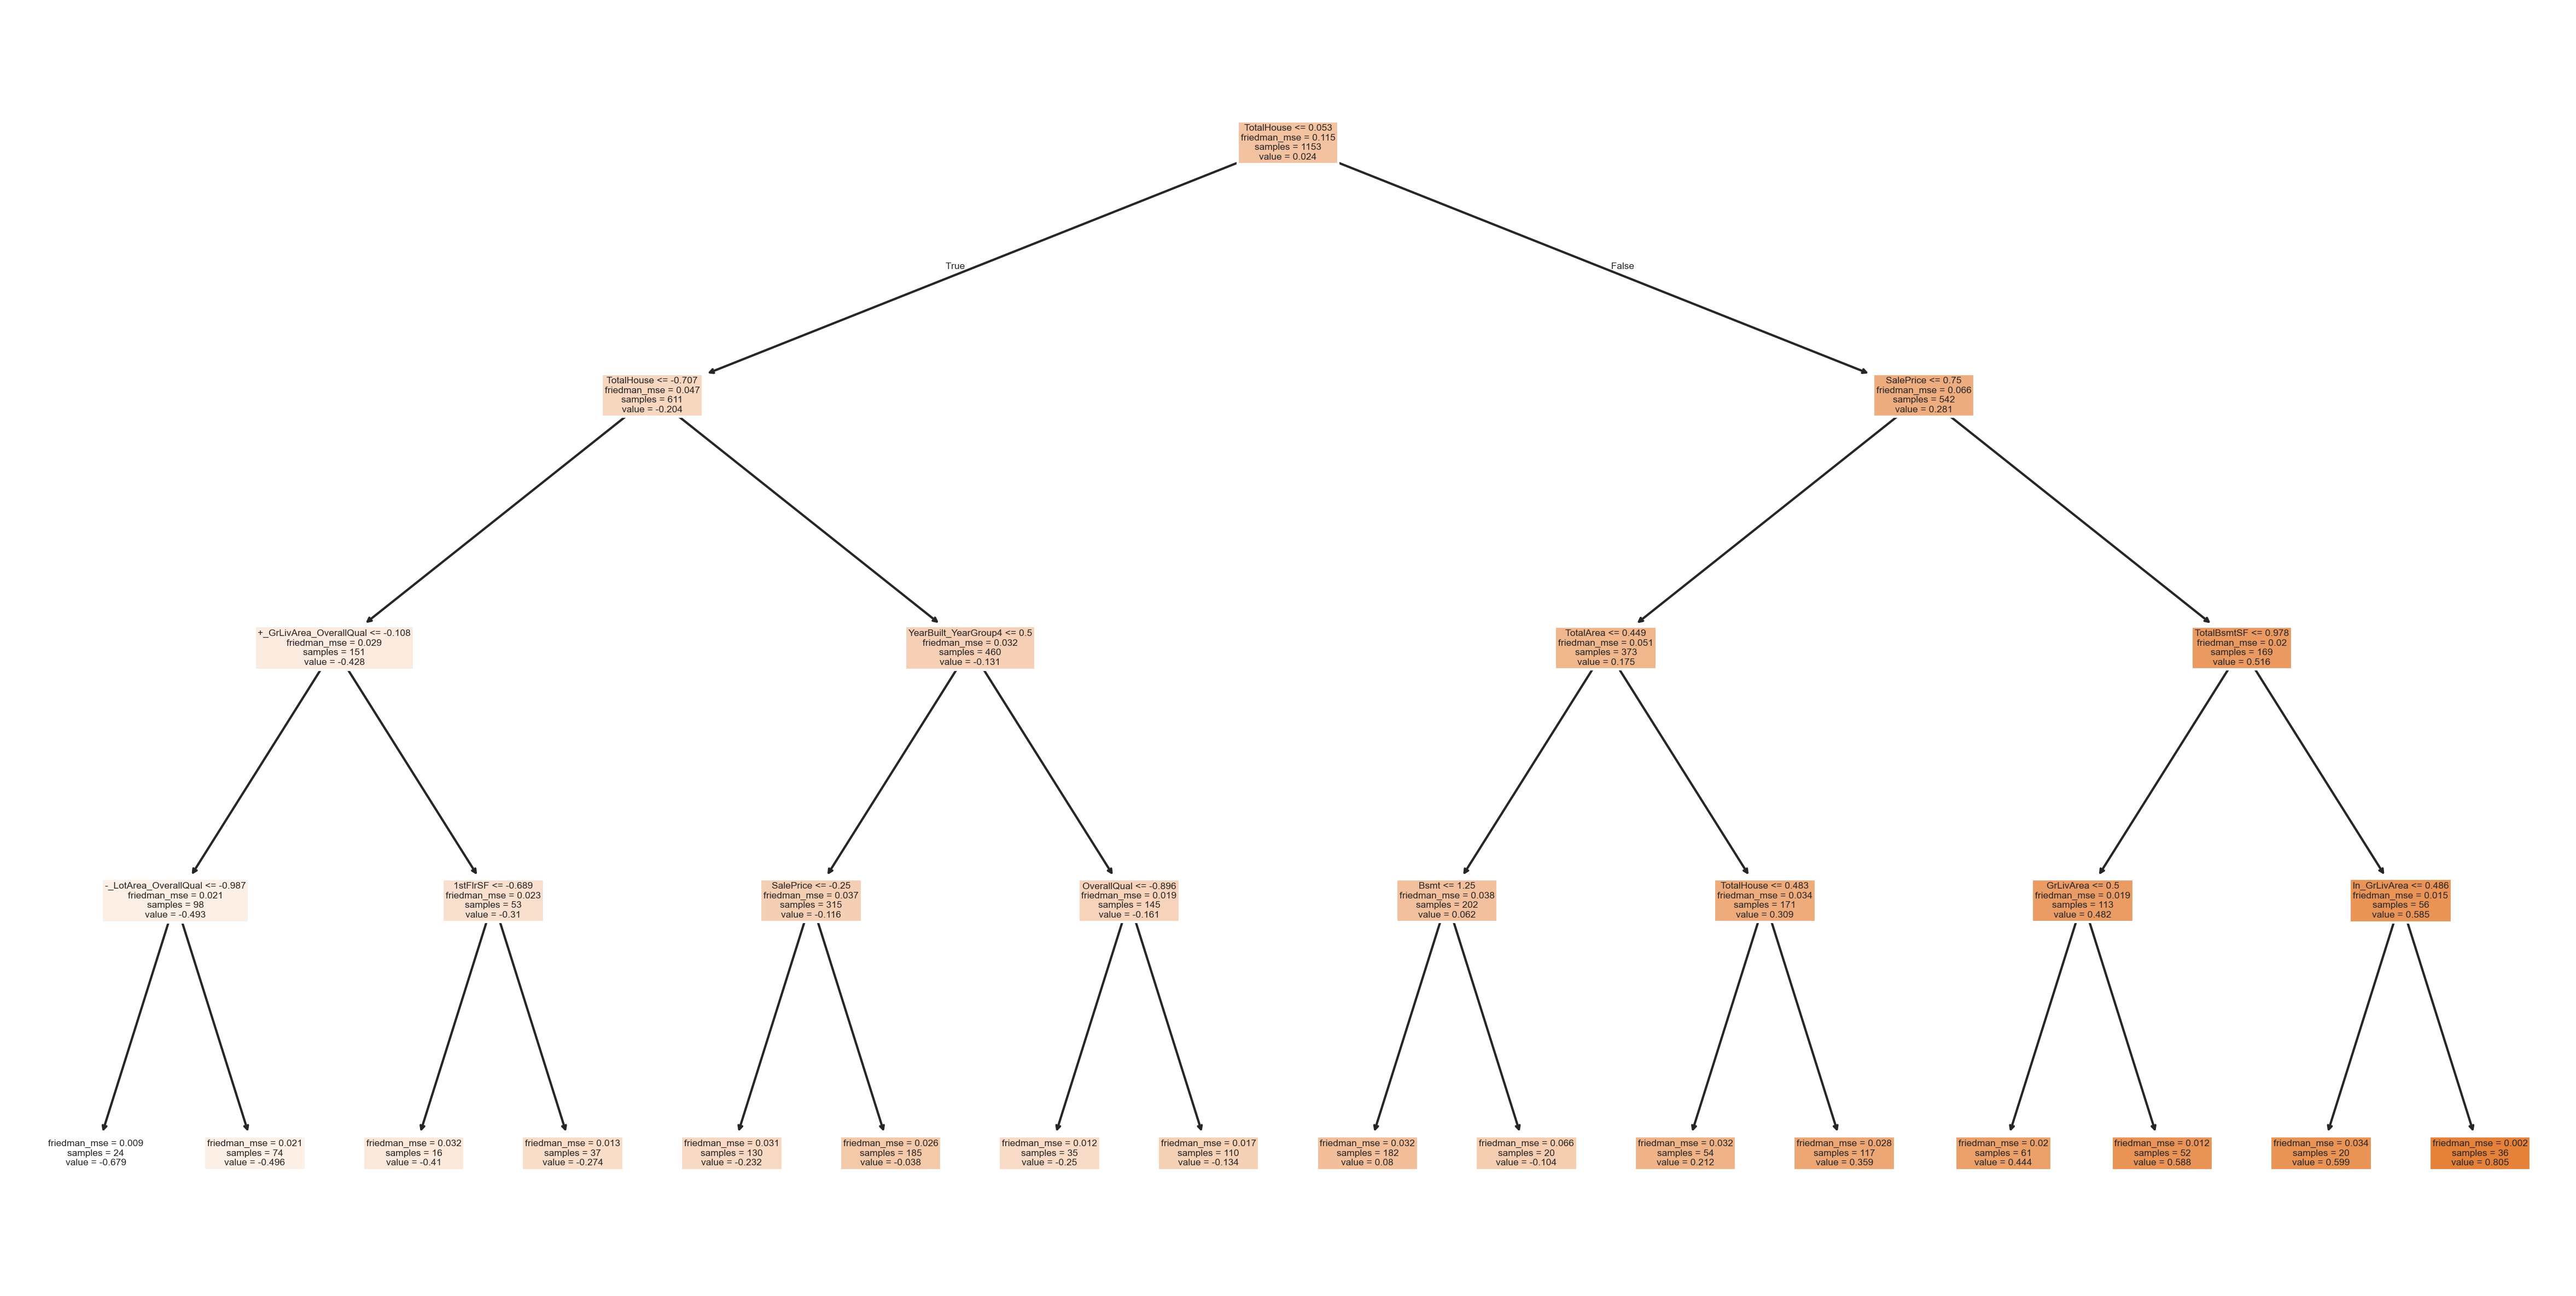 TotalHouse <= 0.053
friedman_mse = 0.115
samples = 1153
value = 0.024
True
False
TotalHouse <= -0.707
friedman_mse = 0.047
samples = 611
value = -0.204
SalePrice <= 0.75
friedman_mse = 0.066
samples = 542
value = 0.281
+_GrLivArea_OverallQual <= -0.108
friedman_mse = 0.029
samples = 151
value = -0.428
YearBuilt_YearGroup4 <= 0.5
friedman_mse = 0.032
samples = 460
value = -0.131
TotalArea <= 0.449
friedman_mse = 0.051
samples = 373
value = 0.175
TotalBsmtSF <= 0.978
friedman_mse = 0.02
samples = 169
value = 0.516
-_LotArea_OverallQual <= -0.987
friedman_mse = 0.021
samples = 98
value = -0.493
1stFlrSF <= -0.689
friedman_mse = 0.023
samples = 53
value = -0.31
SalePrice <= -0.25
friedman_mse = 0.037
samples = 315
value = -0.116
OverallQual <= -0.896
friedman_mse = 0.019
samples = 145
value = -0.161
Bsmt <= 1.25
friedman_mse = 0.038
samples = 202
value = 0.062
TotalHouse <= 0.483
friedman_mse = 0.034
samples = 171
value = 0.309
GrLivArea <= 0.5
friedman_mse = 0.019
samples = 113
value = 0.482
ln_GrLivArea <= 0.486
friedman_mse = 0.015
samples = 56
value = 0.585
friedman_mse = 0.009
samples = 24
value = -0.679
friedman_mse = 0.021
samples = 74
value = -0.496
friedman_mse = 0.032
samples = 16
value = -0.41
friedman_mse = 0.013
samples = 37
value = -0.274
friedman_mse = 0.031
samples = 130
value = -0.232
friedman_mse = 0.026
samples = 185
value = -0.038
friedman_mse = 0.012
samples = 35
value = -0.25
friedman_mse = 0.017
samples = 110
value = -0.134
friedman_mse = 0.032
samples = 182
value = 0.08
friedman_mse = 0.066
samples = 20
value = -0.104
friedman_mse = 0.032
samples = 54
value = 0.212
friedman_mse = 0.028
samples = 117
value = 0.359
friedman_mse = 0.02
samples = 61
value = 0.444
friedman_mse = 0.012
samples = 52
value = 0.588
friedman_mse = 0.034
samples = 20
value = 0.599
friedman_mse = 0.002
samples = 36
value = 0.805